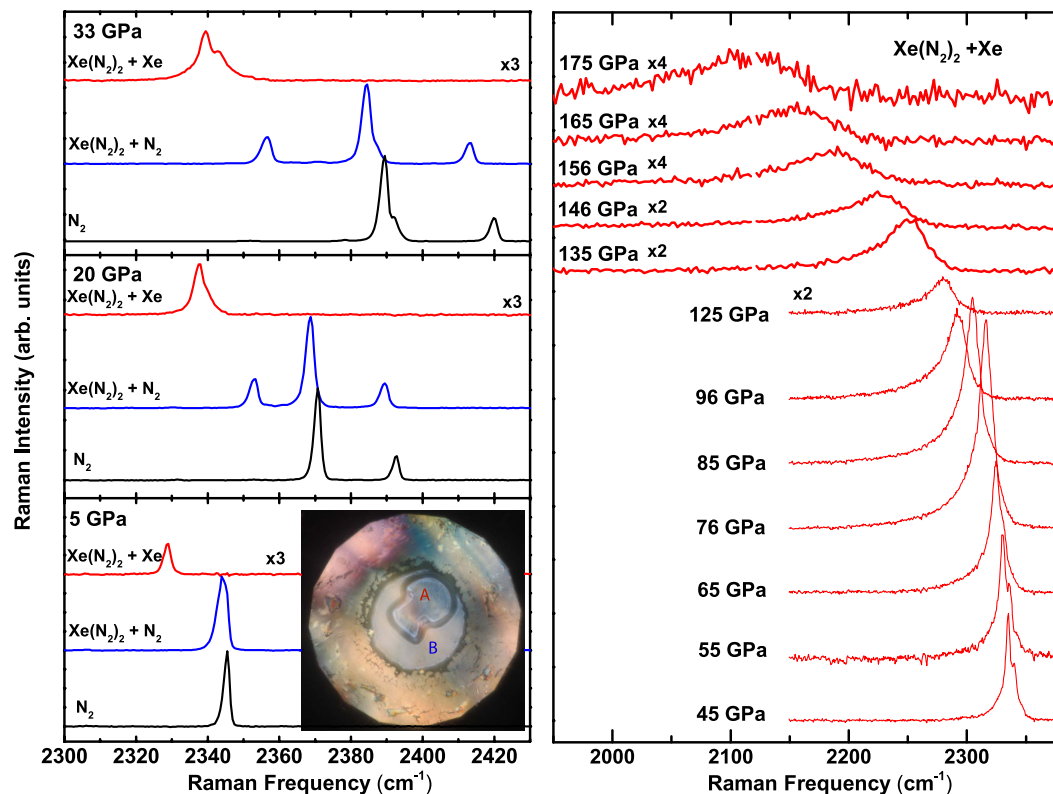 Raman Intensity (arb. units)
33 GPa
Xe(N₂)₂ + Xe
x3
Xe(N₂)₂ + N₂
N₂
20 GPa
Xe(N₂)₂ + Xe
x3
Xe(N₂)₂ + N₂
N₂
5 GPa
Xe(N₂)₂ + Xe
x3
Xe(N₂)₂ + N₂
N₂
A
B
2300 2320 2340 2360 2380 2400 2420
Raman Frequency (cm⁻¹)
Xe(N₂)₂ +Xe
175 GPa x4
165 GPa x4
156 GPa x4
146 GPa x2
135 GPa x2
x2
125 GPa
96 GPa
85 GPa
76 GPa
65 GPa
55 GPa
45 GPa
2000 2100 2200 2300
Raman Frequency (cm⁻¹)